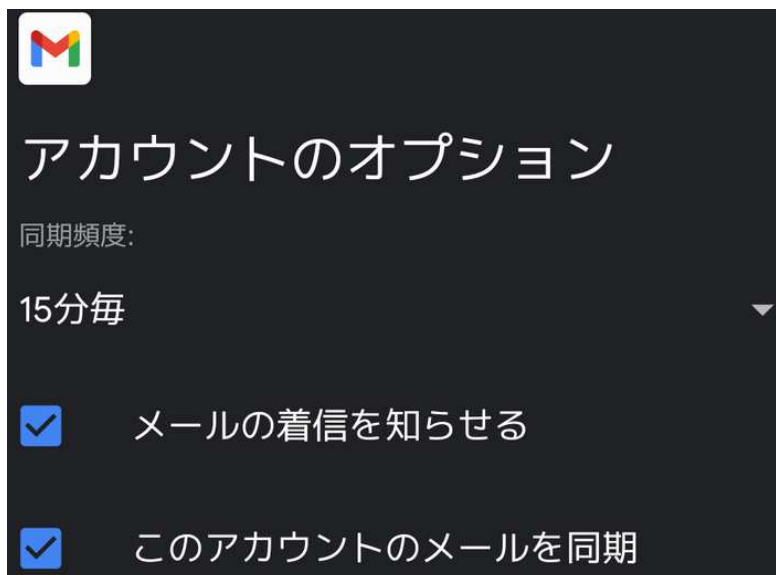 アカウントのオプション
同期頻度:
15分毎
メールの着信を知らせる
このアカウントのメールを同期